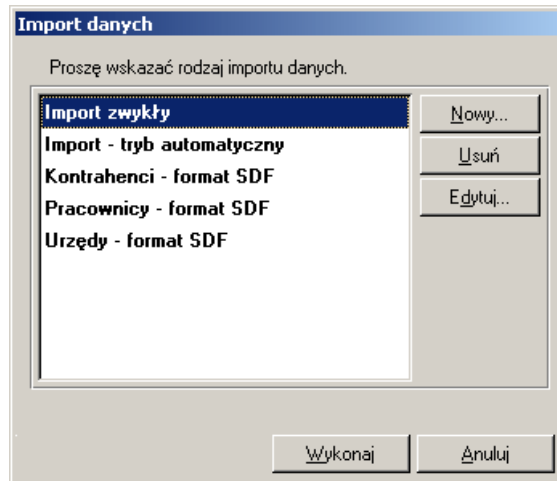 Import danych
Proszę wskazać rodzaj importu danych.
Import zwykły
Import - tryb automatyczny
Kontrahenci - format SDF
Pracownicy - format SDF
Urzędy - format SDF
Nowy...
Usuń
Edytuj...
Wykonaj
Anuluj